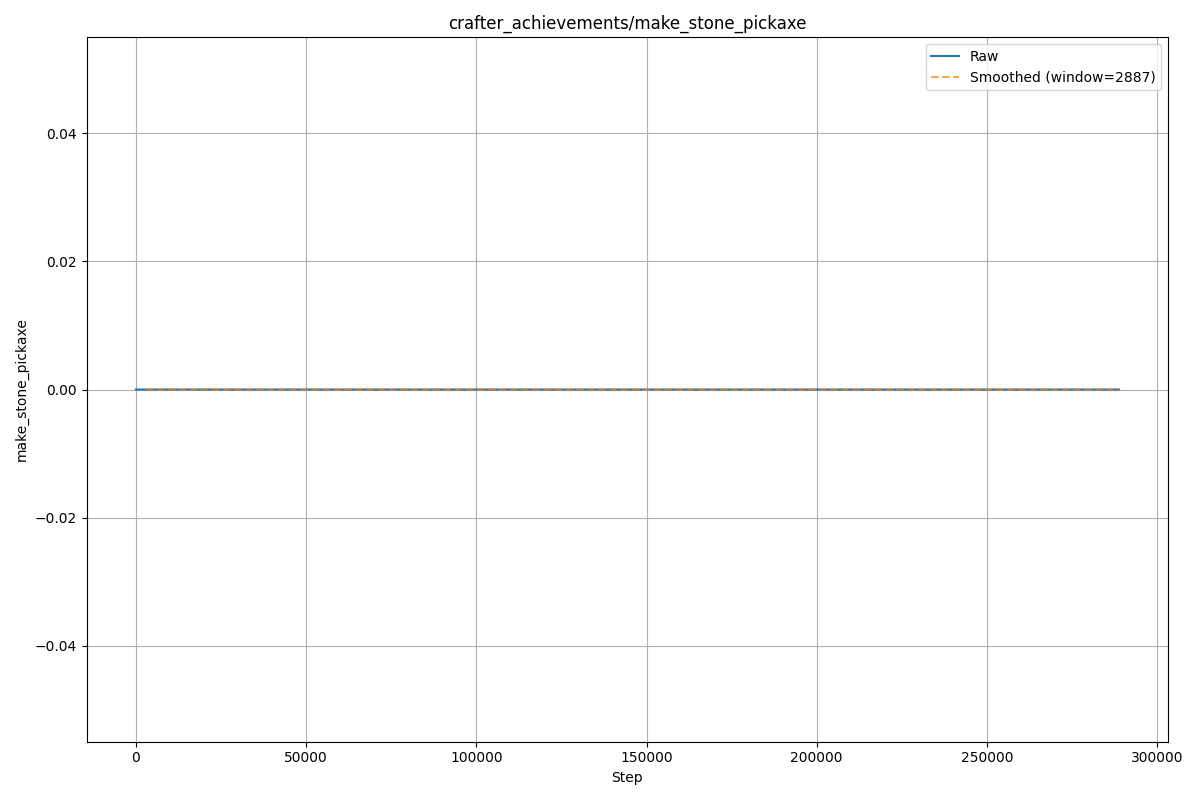 crafter_achievements/make_stone_pickaxe
Raw
Smoothed (window=2887)
0.04
0.02
0.00
−0.02
−0.04
make_stone_pickaxe
0 50000 100000 150000 200000 250000 300000
Step